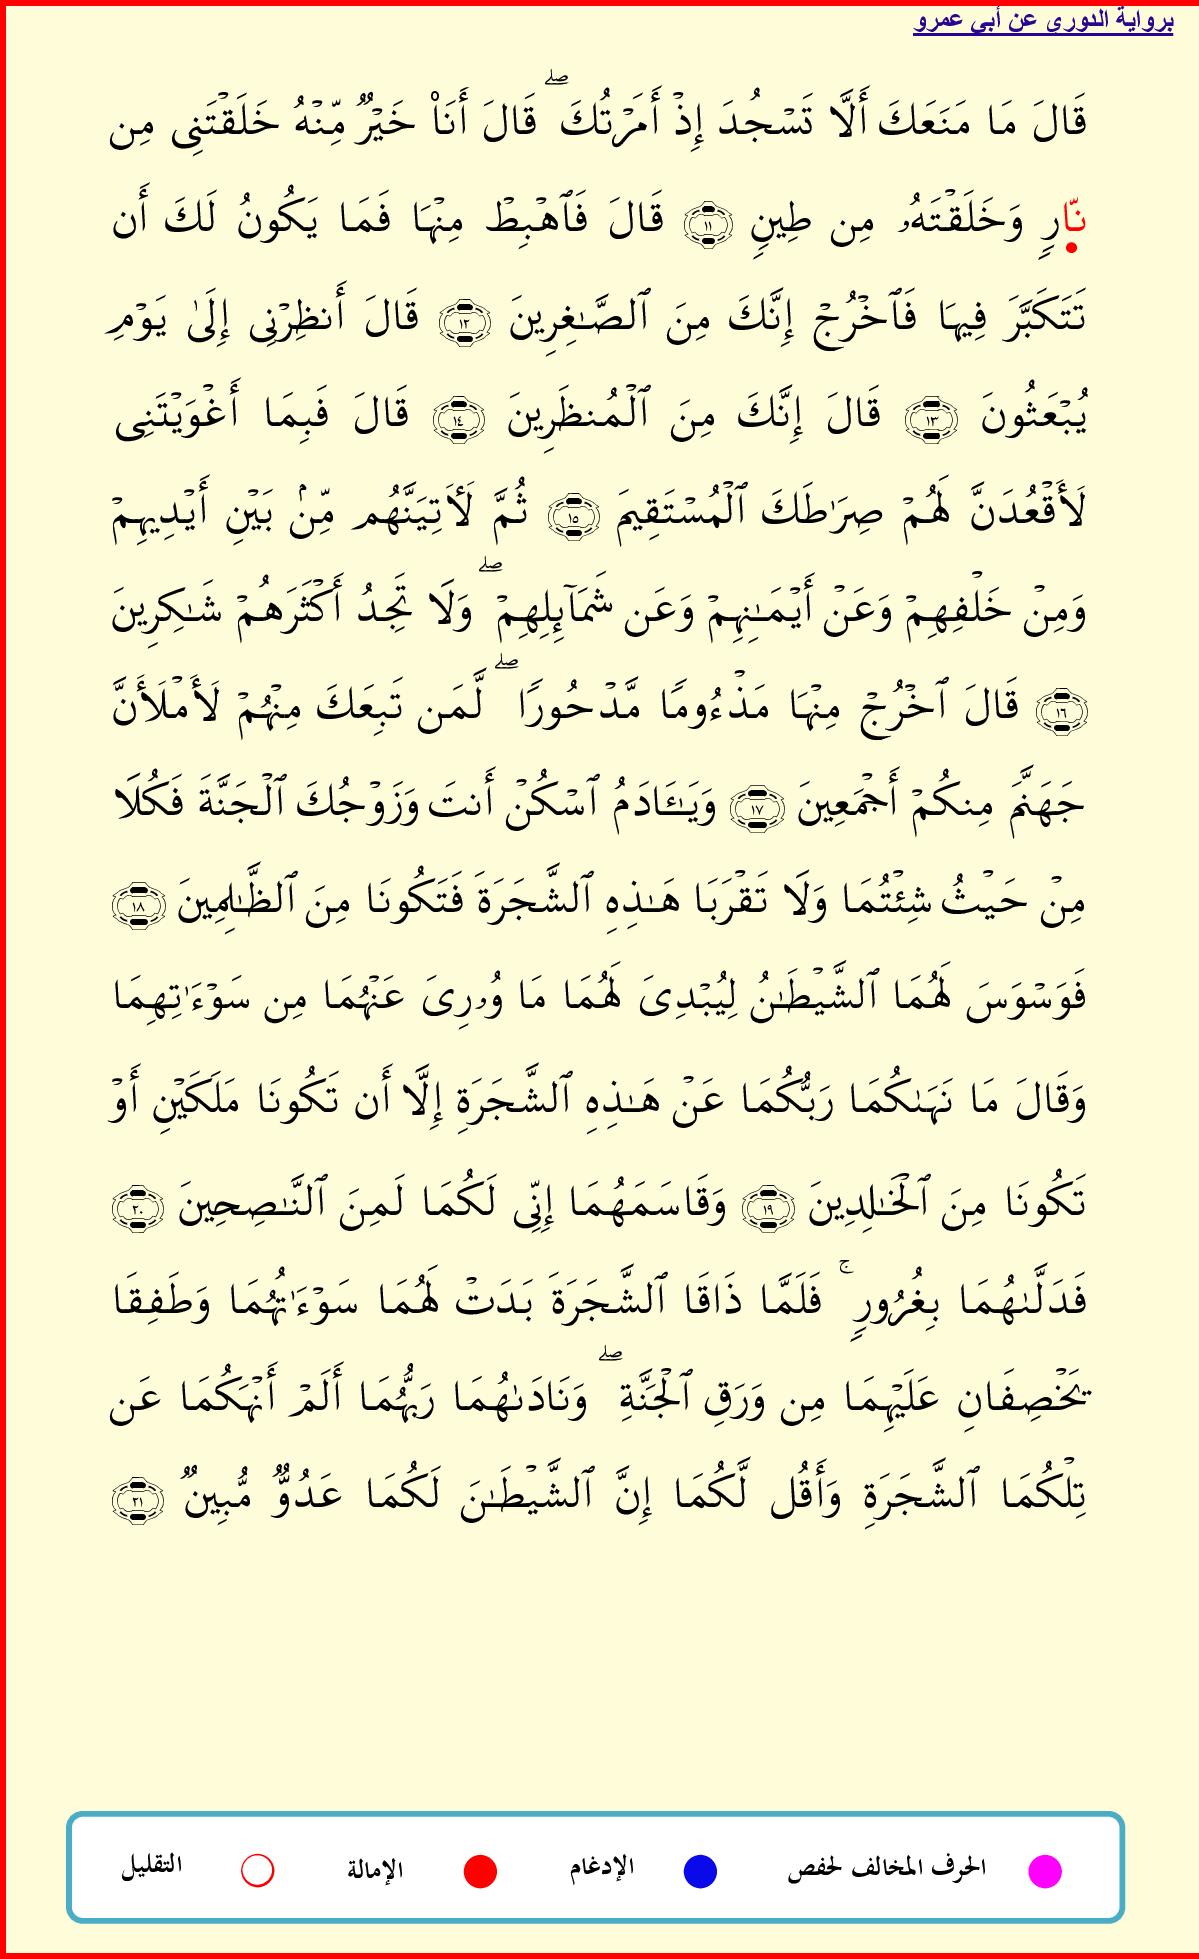 برواية الدوري عن أبي عمرو
قَالَ مَا مَنَعَكَ أَلَّا تَسۡجُدَ إِذۡ أَمَرۡتُكَۖ قَالَ أَنَا۠ خَيۡرٞ مِّنۡهُ خَلَقۡتَنِي مِن
نّ۪ارٖ وَخَلَقۡتَهُۥ مِن طِينٖ ١١ قَالَ فَٱهۡبِطۡ مِنۡهَا فَمَا يَكُونُ لَكَ أَن
تَتَكَبَّرَ فِيهَا فَٱخۡرُجۡ إِنَّكَ مِنَ ٱلصَّٰغِرِينَ ١٢ قَالَ أَنظِرۡنِي إِلَىٰ يَوۡمِ
يُبۡعَثُونَ ١٣ قَالَ إِنَّكَ مِنَ ٱلۡمُنظَرِينَ ١٤ قَالَ فَبِمَا أَغۡوَيۡتَنِي
لَأَقۡعُدَنَّ لَهُمۡ صِرَٰطَكَ ٱلۡمُسۡتَقِيمَ ١٥ ثُمَّ لَأٓتِيَنَّهُم مِّنۢ بَيۡنِ أَيۡدِيهِمۡ
وَمِنۡ خَلۡفِهِمۡ وَعَنۡ أَيۡمَٰنِهِمۡ وَعَن شَمَآئِلِهِمۡۖ وَلَا تَجِدُ أَكۡثَرَهُمۡ شَٰكِرِينَ
١٦ قَالَ ٱخۡرُجۡ مِنۡهَا مَذۡءُومٗا مَّدۡحُورٗاۖ لَّمَن تَبِعَكَ مِنۡهُمۡ لَأَمۡلَأَنَّ
جَهَنَّمَ مِنكُمۡ أَجۡمَعِينَ ١٧ وَيَٰٓـَٔادَمُ ٱسۡكُنۡ أَنتَ وَزَوۡجُكَ ٱلۡجَنَّةَ فَكُلَا
مِنۡ حَيۡثُ شِئۡتُمَا وَلَا تَقۡرَبَا هَٰذِهِ ٱلشَّجَرَةَ فَتَكُونَا مِنَ ٱلظَّٰلِمِينَ ١٨
فَوَسۡوَسَ لَهُمَا ٱلشَّيۡطَٰنُ لِيُبۡدِيَ لَهُمَا مَا وُۥرِيَ عَنۡهُمَا مِن سَوۡءَٰتِهِمَا
وَقَالَ مَا نَهَىٰكُمَا رَبُّكُمَا عَنۡ هَٰذِهِ ٱلشَّجَرَةِ إِلَّا أَن تَكُونَا مَلَكَيۡنِ أَوۡ
تَكُونَا مِنَ ٱلۡخَٰلِدِينَ ١٩ وَقَاسَمَهُمَا إِنِّي لَكُمَا لَمِنَ ٱلنَّٰصِحِينَ ٢٠
فَدَلَّىٰهُمَا بِغُرُورٖۚ فَلَمَّا ذَاقَا ٱلشَّجَرَةَ بَدَتۡ لَهُمَا سَوۡءَٰتُهُمَا وَطَفِقَا
يَخۡصِفَانِ عَلَيۡهِمَا مِن وَرَقِ ٱلۡجَنَّةِۖ وَنَادَىٰهُمَا رَبُّهُمَا أَلَمۡ أَنۡهَكُمَا عَن
تِلۡكُمَا ٱلشَّجَرَةِ وَأَقُل لَّكُمَا إِنَّ ٱلشَّيۡطَٰنَ لَكُمَا عَدُوّٞ مُّبِينٞ ٢١
الحرف المخالف لحفص الإدغام الإمالة التقليل